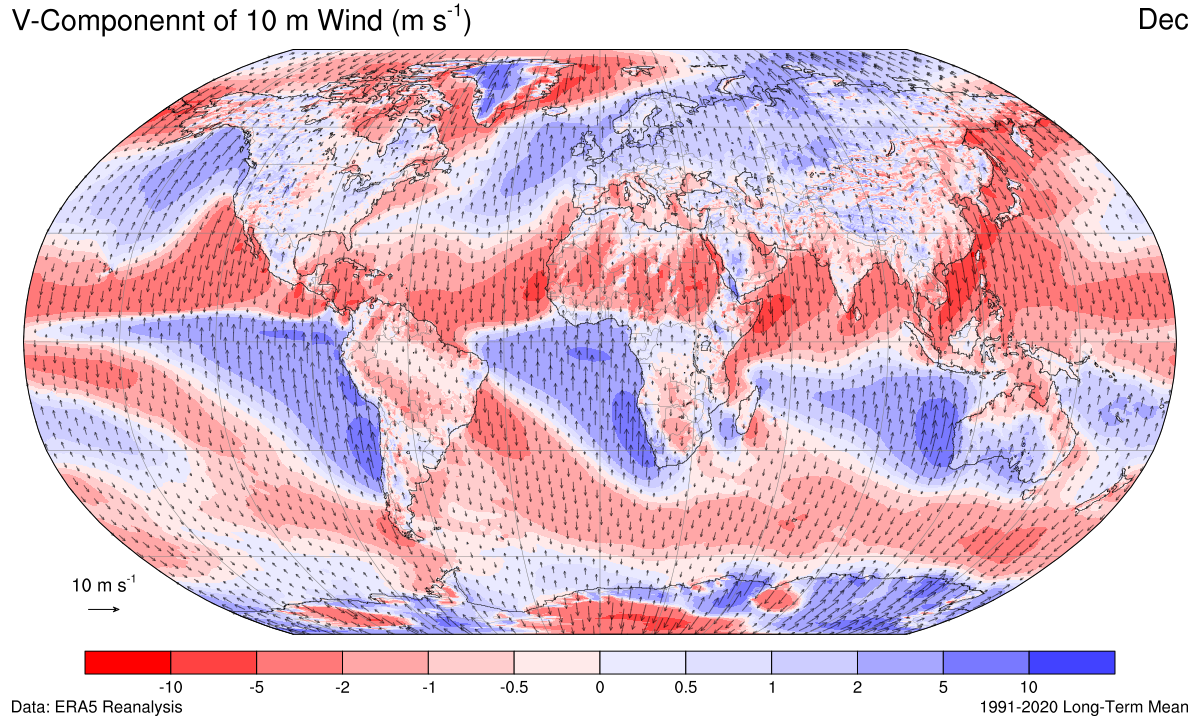 V-Componennt of 10 m Wind (m s⁻¹) Dec
10 m s⁻¹
-10 -5 -2 -1 -0.5 0 0.5 1 2 5 10
Data: ERA5 Reanalysis 1991-2020 Long-Term Mean